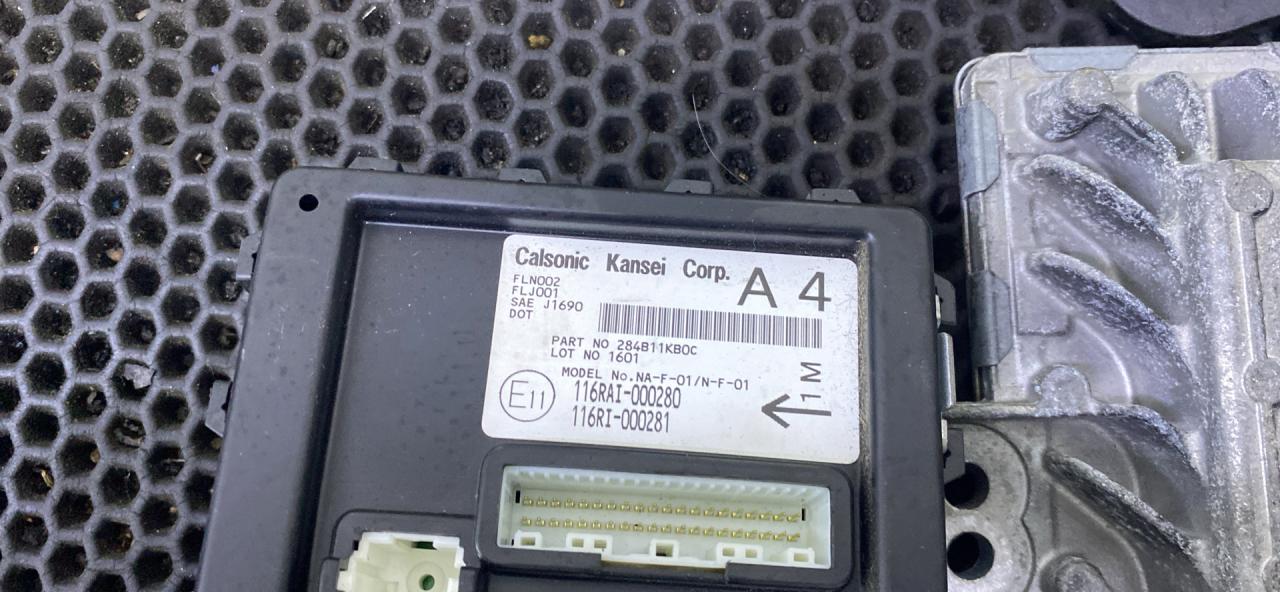 Calsonic Kansei Corp.
A 4
FLN002
FLJ001
SAE J1690
DOT
PART NO 284B11KB0C
LOT NO 1601
MODEL No.NA-F-01/N-F-01
E11
116RAI-000280
116RI-000281
1M